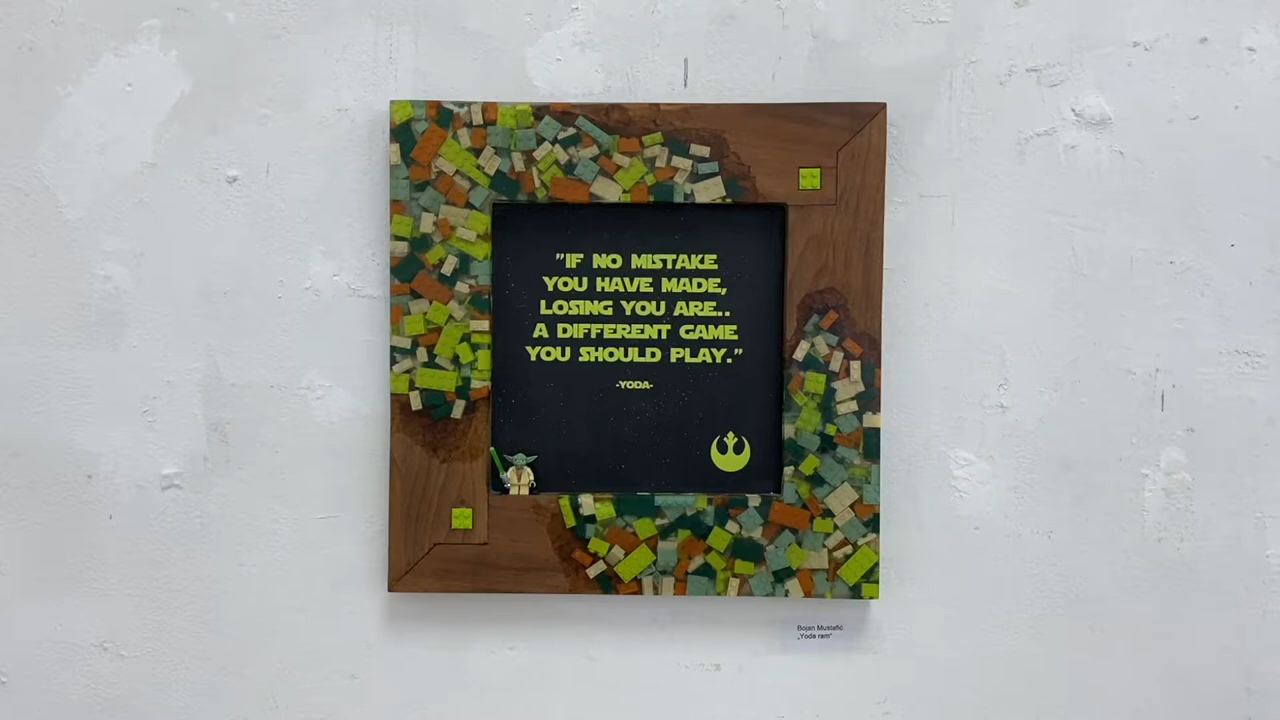 "IF NO MISTAKE
YOU HAVE MADE,
LOSING YOU ARE..
A DIFFERENT GAME
YOU SHOULD PLAY."
-YODA-
Bojan Mustafić
„Yoda ram"